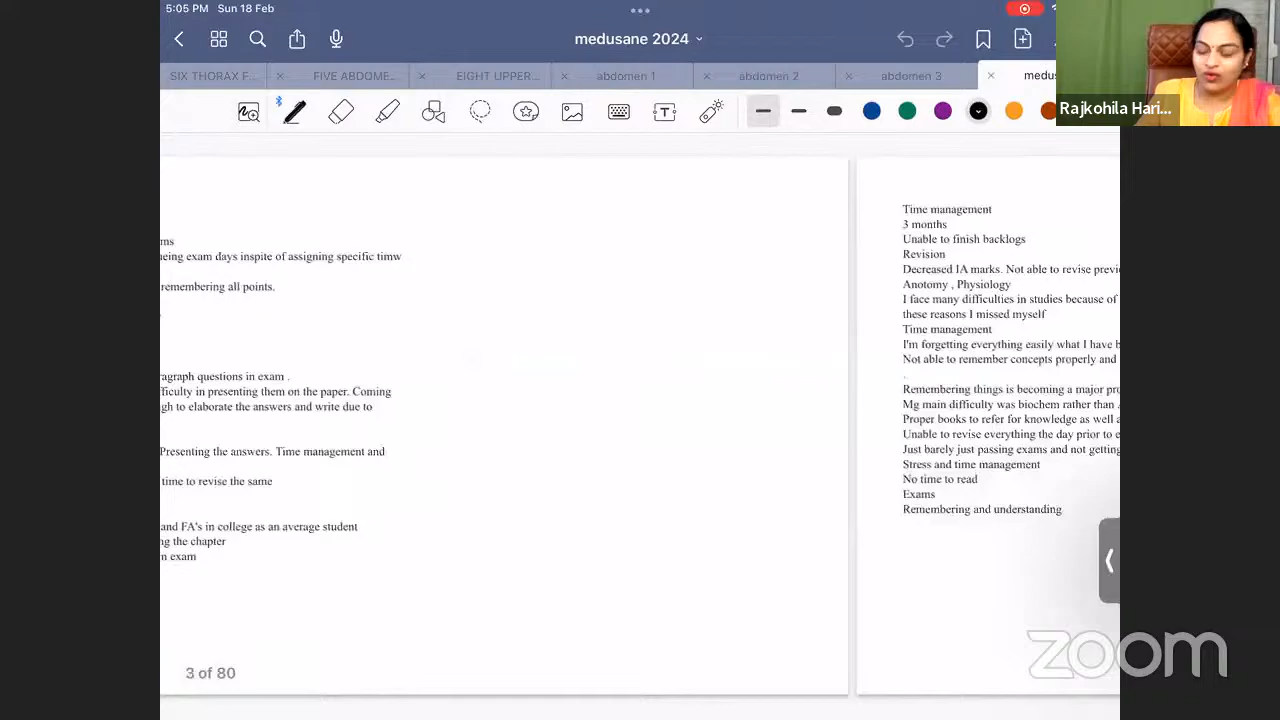 5:05 PM Sun 18 Feb
medusane 2024
SIX THORAX F...
FIVE ABDOME...
EIGHT UPPER...
abdomen 1
abdomen 2
abdomen 3
medus
T
Rajkohila Hari...
ms
eing exam days inspite of assigning specific timw
remembering all points.
ragraph questions in exam .
fficulty in presenting them on the paper. Coming
gh to elaborate the answers and write due to
Presenting the answers. Time management and
time to revise the same
and FA's in college as an average student
ng the chapter
n exam
3 of 80
Time management
3 months
Unable to finish backlogs
Revision
Decreased IA marks. Not able to revise previ
Anotomy , Physiology
I face many difficulties in studies because of
these reasons I missed myself
Time management
I'm forgetting everything easily what I have b
Not able to remember concepts properly and
.
Remembering things is becoming a major pro
Mg main difficulty was biochem rather than
Proper books to refer for knowledge as well a
Unable to revise everything the day prior to e
Just barely just passing exams and not getting
Stress and time management
No time to read
Exams
Remembering and understanding
zoom